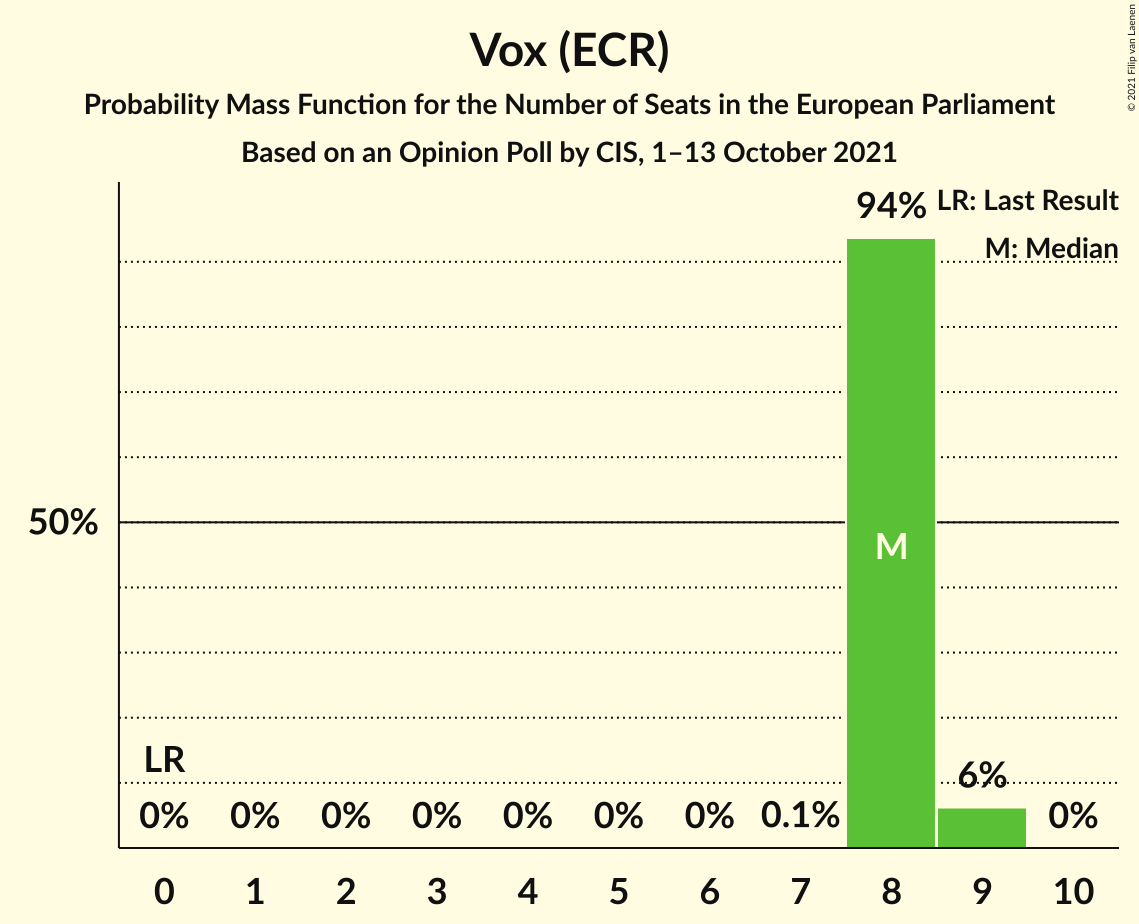 Vox (ECR)
Probability Mass Function for the Number of Seats in the European Parliament
Based on an Opinion Poll by CIS, 1–13 October 2021
© 2021 Filip van Laenen
94%
LR: Last Result
M: Median
50%
M
LR
6%
0% 0% 0% 0% 0% 0% 0% 0.1% 0%
0 1 2 3 4 5 6 7 8 9 10